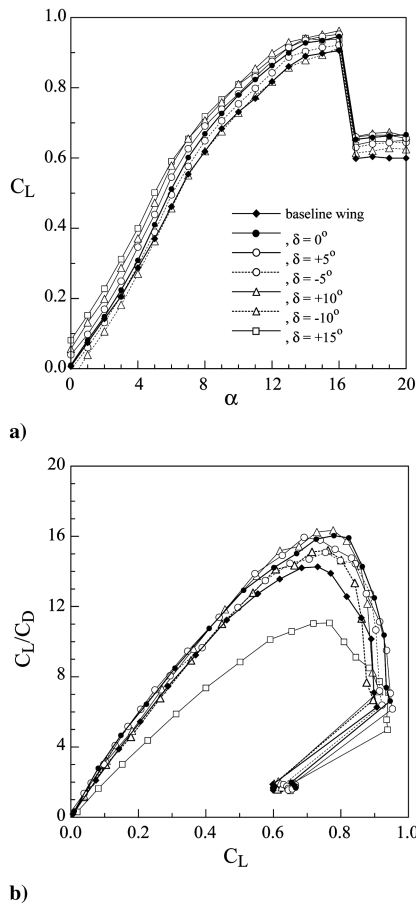 1.0
0.8
0.6
C_L
0.4
0.2
0.0
baseline wing
, δ = 0°
, δ = +5°
, δ = -5°
, δ = +10°
, δ = -10°
, δ = +15°
0 4 8 12 16 20
α
a)
20
16
12
C_L/C_D
8
4
0
0.0 0.2 0.4 0.6 0.8 1.0
C_L
b)